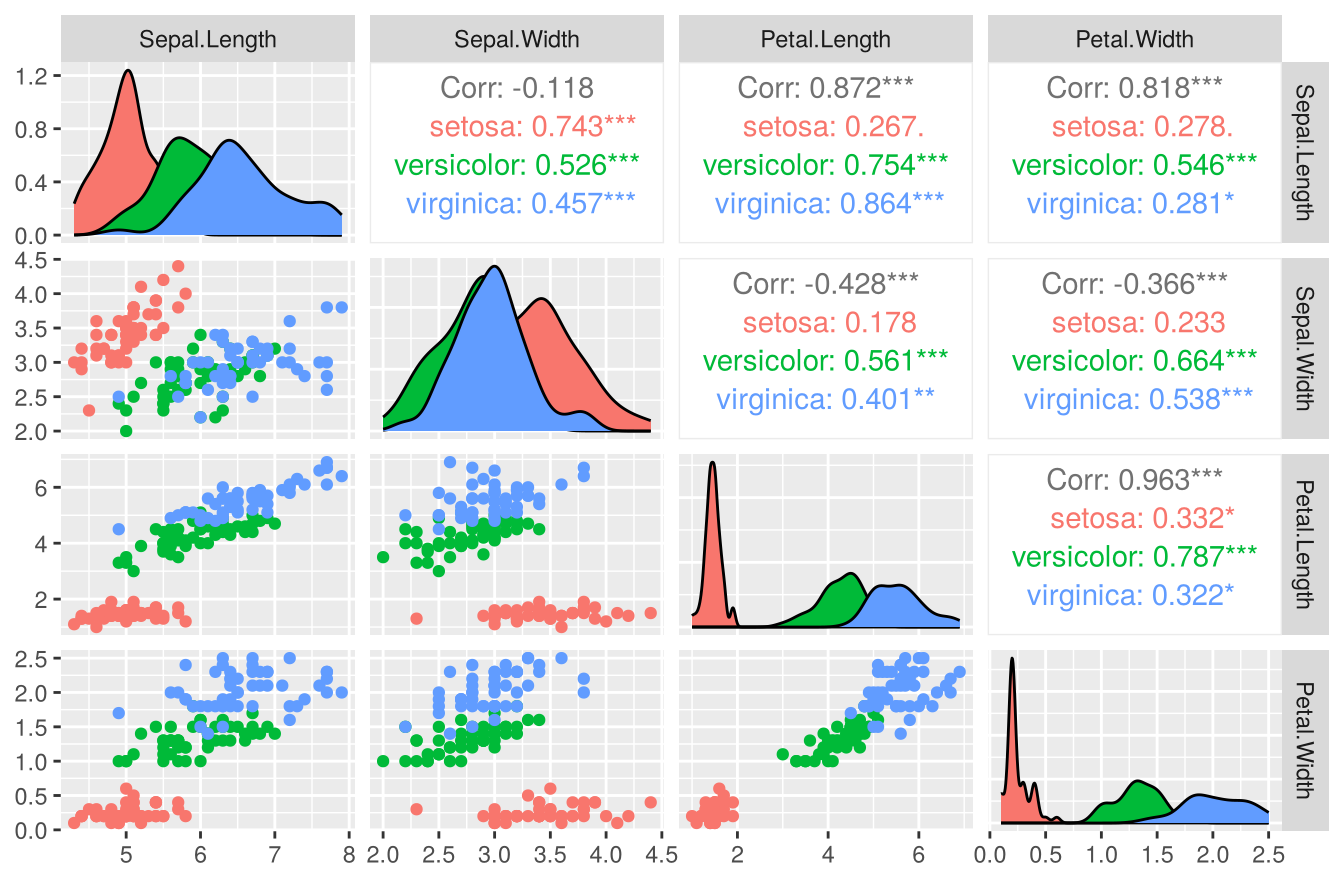 Sepal.Length
Sepal.Width
Petal.Length
Petal.Width
1.2
0.8
0.4
0.0
Corr: -0.118
setosa: 0.743***
versicolor: 0.526***
virginica: 0.457***
Corr: 0.872***
setosa: 0.267.
versicolor: 0.754***
virginica: 0.864***
Corr: 0.818***
setosa: 0.278.
versicolor: 0.546***
virginica: 0.281*
Sepal.Length
4.5
4.0
3.5
3.0
2.5
2.0
Corr: -0.428***
setosa: 0.178
versicolor: 0.561***
virginica: 0.401**
Corr: -0.366***
setosa: 0.233
versicolor: 0.664***
virginica: 0.538***
Sepal.Width
6
4
2
Corr: 0.963***
setosa: 0.332*
versicolor: 0.787***
virginica: 0.322*
Petal.Length
2.5
2.0
1.5
1.0
0.5
0.0
Petal.Width
5 6 7 8
2.0 2.5 3.0 3.5 4.0 4.5
2 4 6
0.0 0.5 1.0 1.5 2.0 2.5